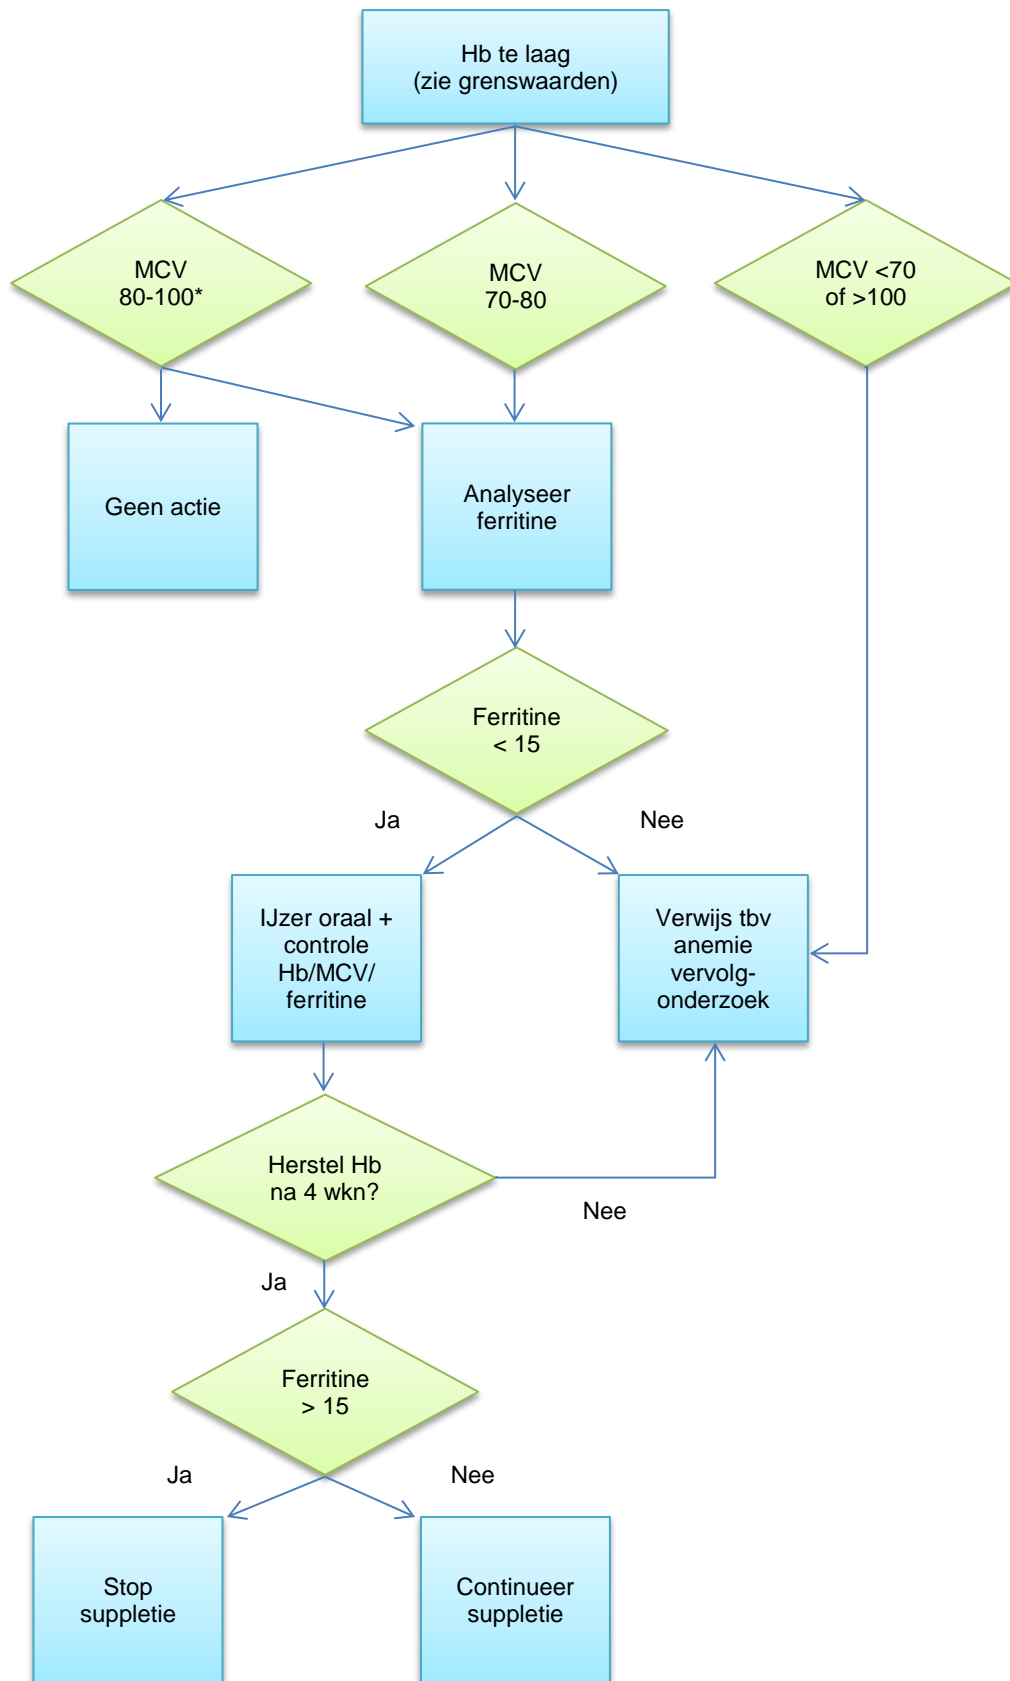 Hb te laag
(zie grenswaarden)
MCV
80-100*
MCV
70-80
MCV <70
of >100
Geen actie
Analyseer
ferritine
Ferritine
< 15
Ja
Nee
IJzer oraal +
controle
Hb/MCV/
ferritine
Verwijs tbv
anemie
vervolg-
onderzoek
Herstel Hb
na 4 wkn?
Nee
Ja
Ferritine
> 15
Ja
Nee
Stop
suppletie
Continueer
suppletie